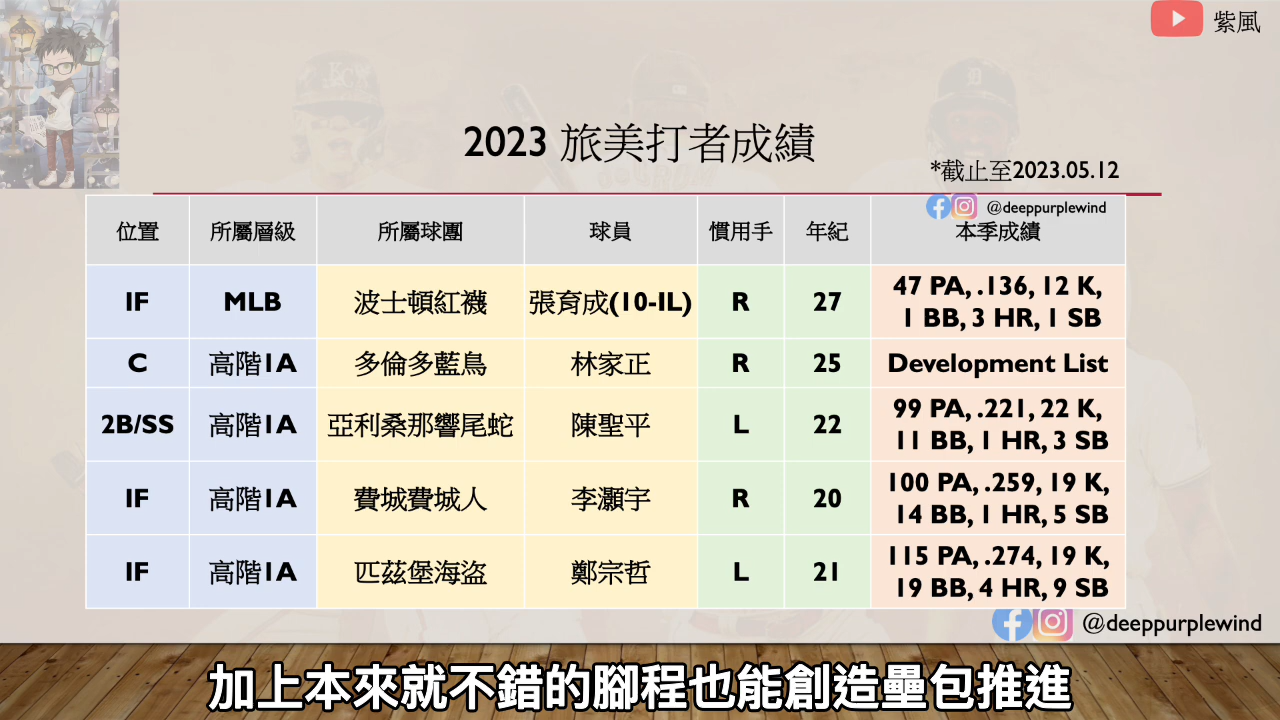 紫風
2023 旅美打者成績
*截止至2023.05.12
@deeppurplewind
位置 所屬層級 所屬球團 球員 慣用手 年紀 本季成績
IF MLB 波士頓紅襪 張育成(10-IL) R 27 47 PA, .136, 12 K,
1 BB, 3 HR, 1 SB
C 高階1A 多倫多藍鳥 林家正 R 25 Development List
2B/SS 高階1A 亞利桑那響尾蛇 陳聖平 L 22 99 PA, .221, 22 K,
11 BB, 1 HR, 3 SB
IF 高階1A 費城費城人 李灝宇 R 20 100 PA, .259, 19 K,
14 BB, 1 HR, 5 SB
IF 高階1A 匹茲堡海盜 鄭宗哲 L 21 115 PA, .274, 19 K,
19 BB, 4 HR, 9 SB
@deeppurplewind
加上本來就不錯的腳程也能創造壘包推進